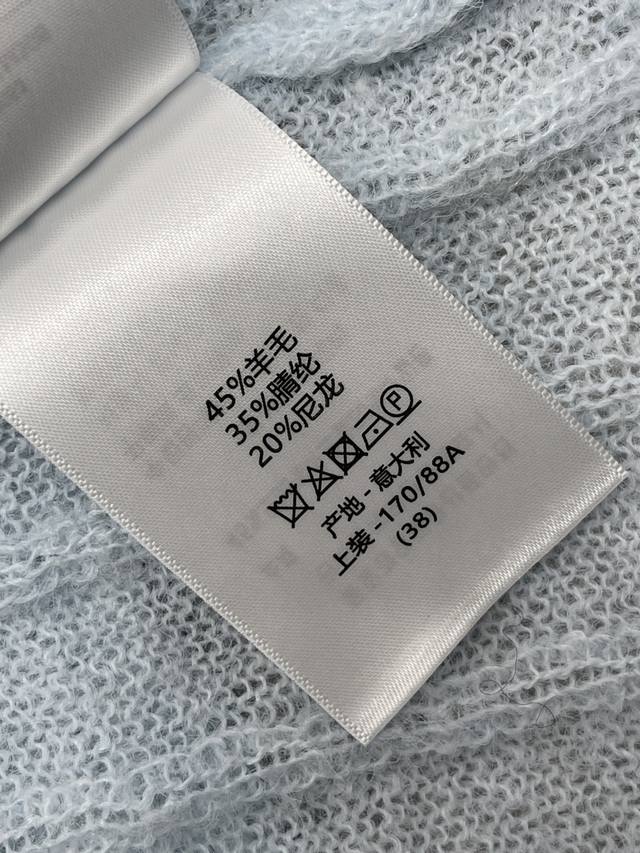 45%羊毛
35%腈纶
20%尼龙
P
产地 - 意大利
上装 -170/88A
(38)